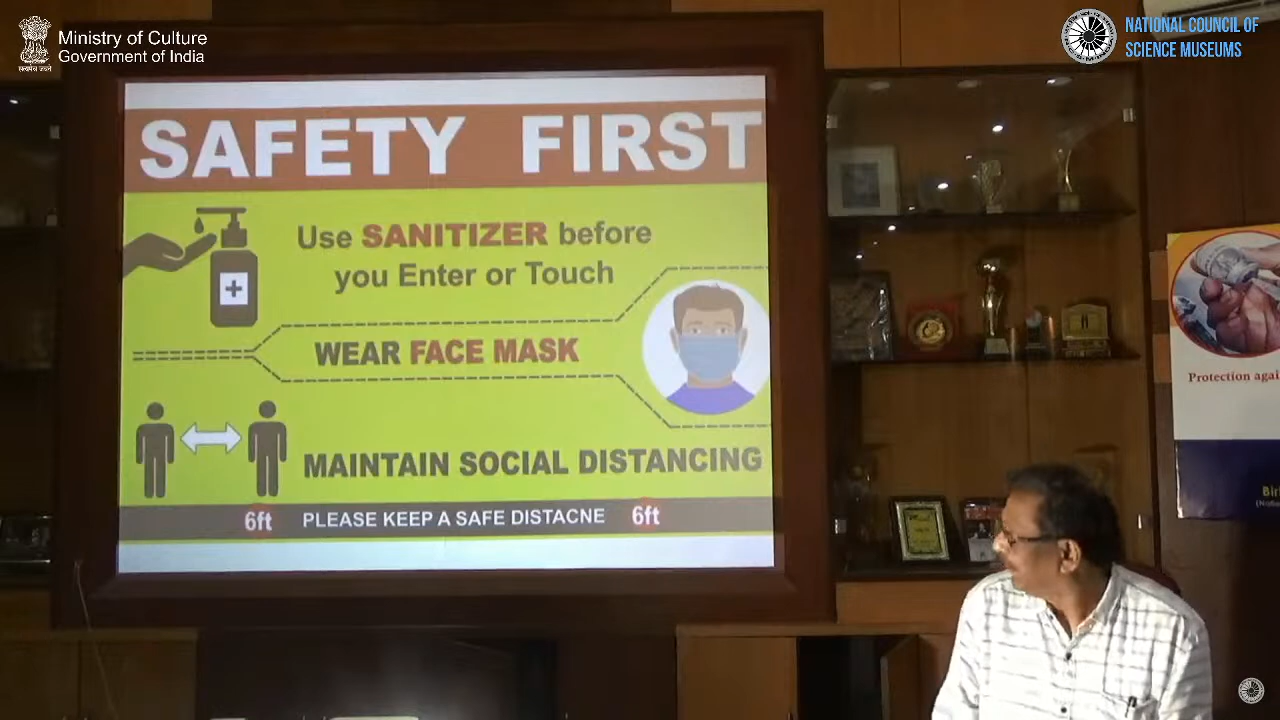 Ministry of Culture
Government of India
NATIONAL COUNCIL OF
SCIENCE MUSEUMS
SAFETY FIRST
Use SANITIZER before
you Enter or Touch
WEAR FACE MASK
MAINTAIN SOCIAL DISTANCING
6ft PLEASE KEEP A SAFE DISTACNE 6ft
Protection agai